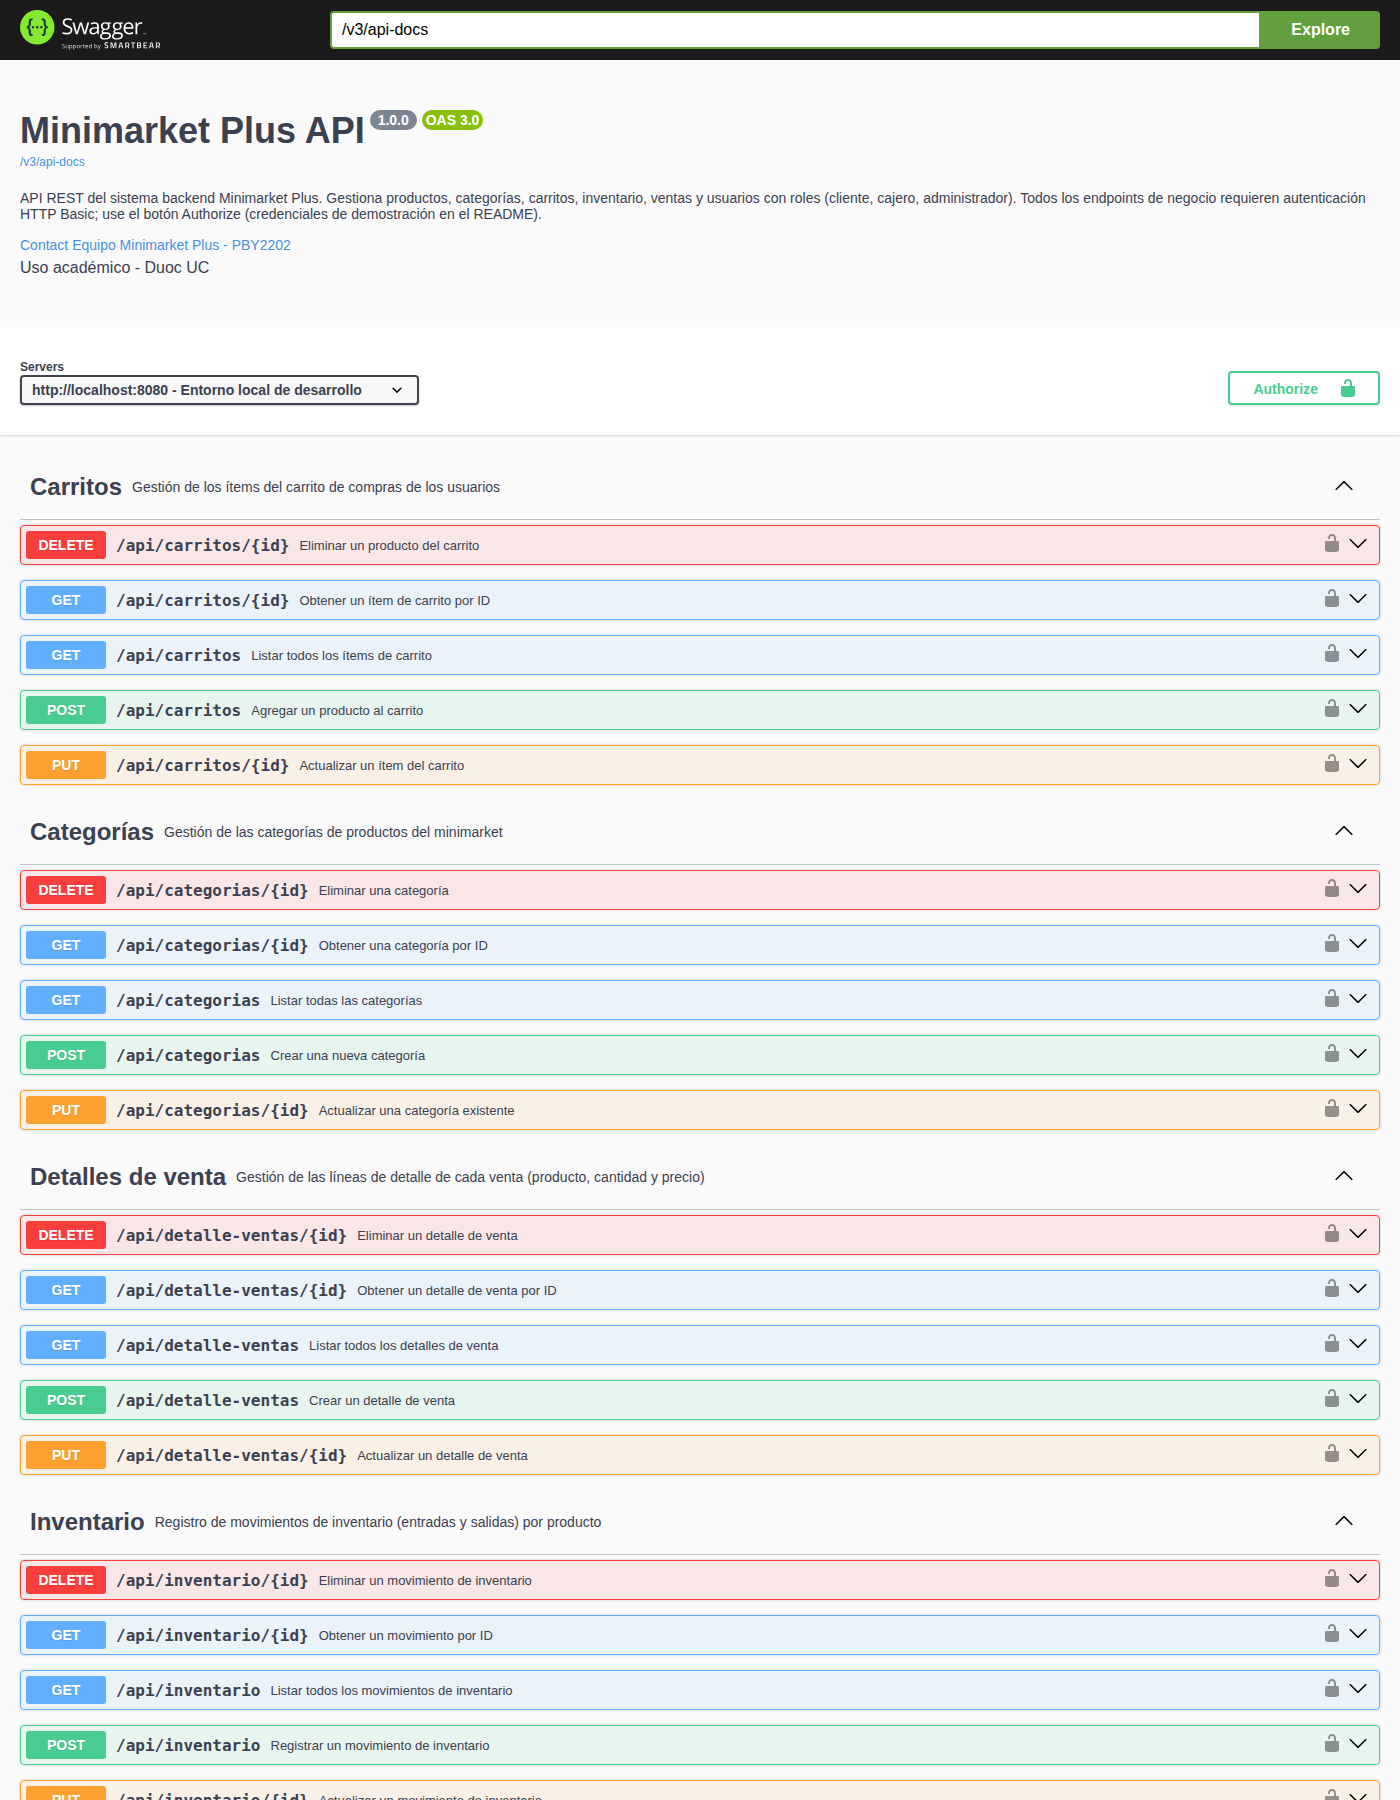 Swagger
Supported by SMARTBEAR
/v3/api-docs
Explore
Minimarket Plus API 1.0.0 OAS 3.0
/v3/api-docs
API REST del sistema backend Minimarket Plus. Gestiona productos, categorías, carritos, inventario, ventas y usuarios con roles (cliente, cajero, administrador). Todos los endpoints de negocio requieren autenticación
HTTP Basic; use el botón Authorize (credenciales de demostración en el README).
Contact Equipo Minimarket Plus - PBY2202
Uso académico - Duoc UC
Servers
http://localhost:8080 - Entorno local de desarrollo
Authorize
Carritos Gestión de los ítems del carrito de compras de los usuarios
DELETE /api/carritos/{id} Eliminar un producto del carrito
GET /api/carritos/{id} Obtener un ítem de carrito por ID
GET /api/carritos Listar todos los ítems de carrito
POST /api/carritos Agregar un producto al carrito
PUT /api/carritos/{id} Actualizar un ítem del carrito
Categorías Gestión de las categorías de productos del minimarket
DELETE /api/categorias/{id} Eliminar una categoría
GET /api/categorias/{id} Obtener una categoría por ID
GET /api/categorias Listar todas las categorías
POST /api/categorias Crear una nueva categoría
PUT /api/categorias/{id} Actualizar una categoría existente
Detalles de venta Gestión de las líneas de detalle de cada venta (producto, cantidad y precio)
DELETE /api/detalle-ventas/{id} Eliminar un detalle de venta
GET /api/detalle-ventas/{id} Obtener un detalle de venta por ID
GET /api/detalle-ventas Listar todos los detalles de venta
POST /api/detalle-ventas Crear un detalle de venta
PUT /api/detalle-ventas/{id} Actualizar un detalle de venta
Inventario Registro de movimientos de inventario (entradas y salidas) por producto
DELETE /api/inventario/{id} Eliminar un movimiento de inventario
GET /api/inventario/{id} Obtener un movimiento por ID
GET /api/inventario Listar todos los movimientos de inventario
POST /api/inventario Registrar un movimiento de inventario
PUT /api/inventario/{id} Actualizar un movimiento de inventario